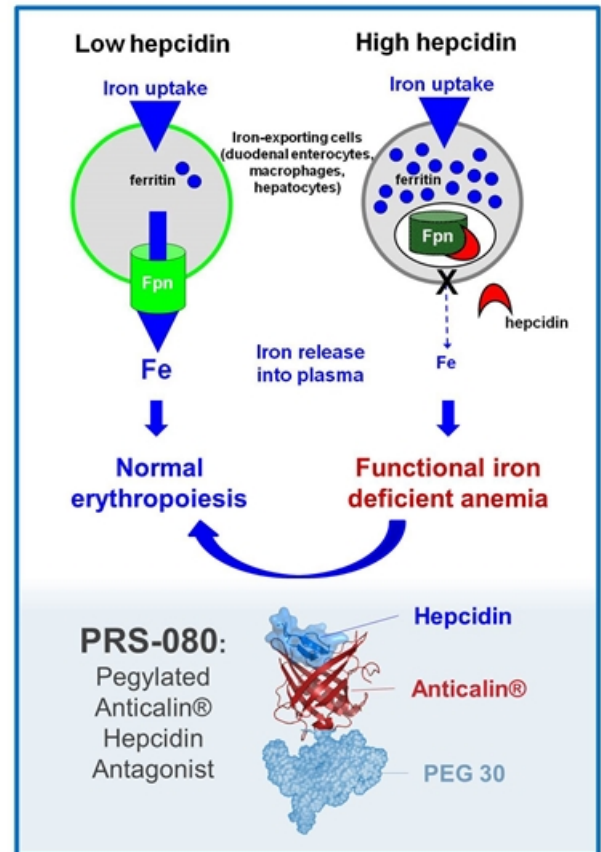 Low hepcidin
High hepcidin
Iron uptake
Iron uptake
Iron-exporting cells
(duodenal enterocytes,
macrophages,
hepatocytes)
ferritin
ferritin
Fpn
Fpn
X
hepcidin
Fe
Iron release
into plasma
Fe
Normal
erythropoiesis
Functional iron
deficient anemia
PRS-080:
Pegylated
Anticalin®
Hepcidin
Antagonist
Hepcidin
Anticalin®
PEG 30